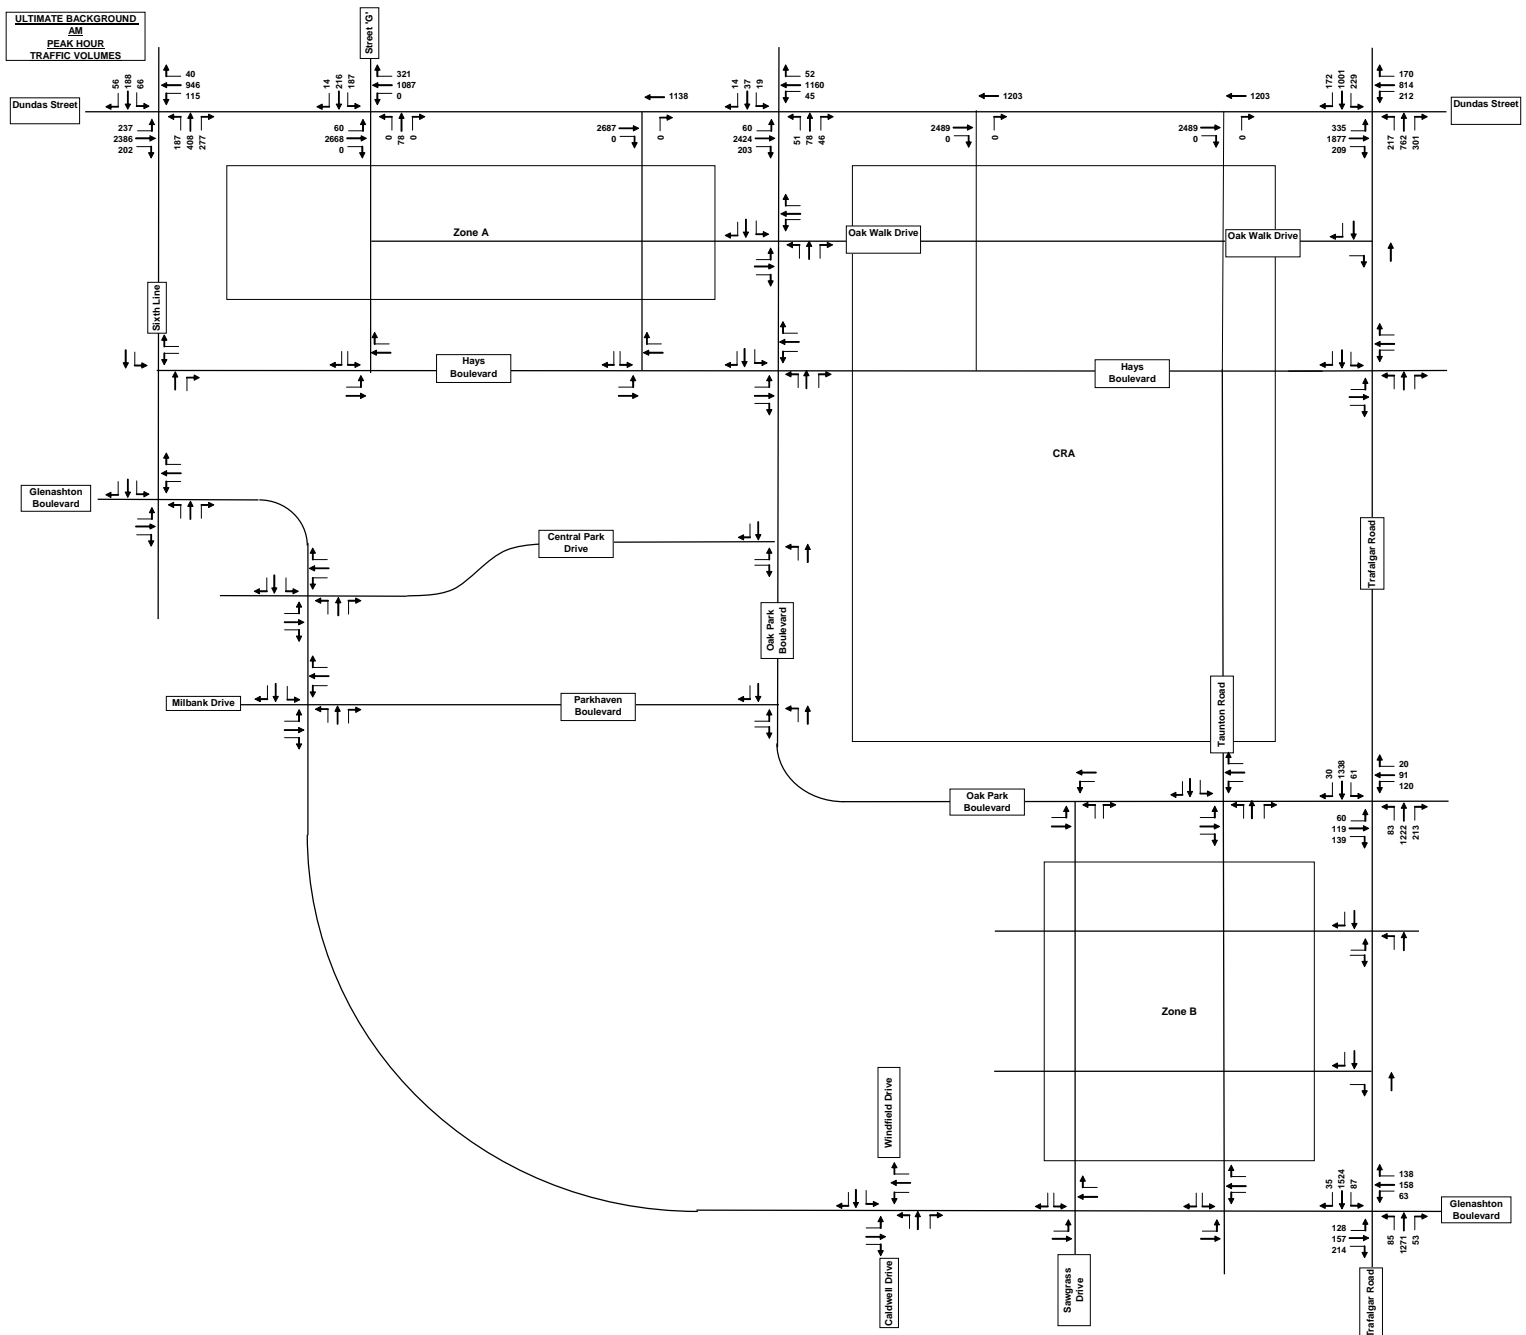 ULTIMATE BACKGROUND
AM
PEAK HOUR
TRAFFIC VOLUMES
Street 'G'
Dundas Street
56
188
66
40
946
115
14
216
187
321
1087
0
1138
14
37
19
52
1160
45
1203
1203
172
1001
229
170
814
212
Dundas Street
237
2386
202
187
408
277
60
2668
0
0
78
0
2687
0
0
60
2424
203
51
78
46
2489
0
0
2489
0
0
335
1877
209
217
762
301
Zone A
Oak Walk Drive
Oak Walk Drive
Sixth Line
Hays
Boulevard
Hays
Boulevard
CRA
Glenashton
Boulevard
Central Park
Drive
Trafalgar Road
Oak Park
Boulevard
Milbank Drive
Parkhaven
Boulevard
Taunton Road
Oak Park
Boulevard
30
1338
61
20
91
120
60
119
139
83
1222
213
Zone B
Windfield Drive
35
1524
87
138
158
63
Glenashton
Boulevard
128
157
214
85
1271
53
Caldwell Drive
Sawgrass
Drive
Trafalgar Road